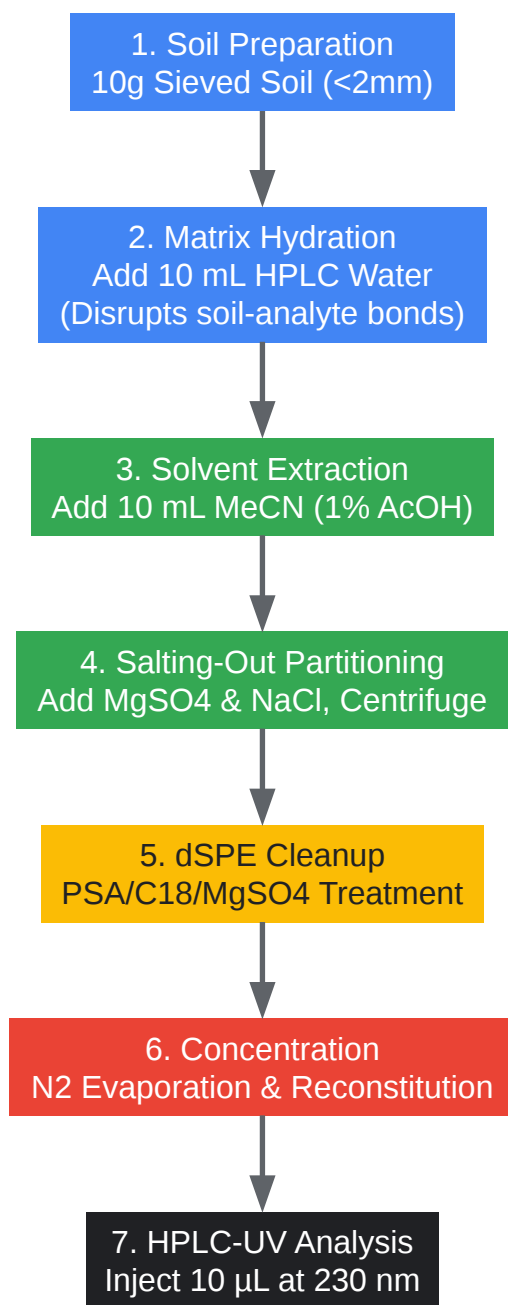 1. Soil Preparation
10g Sieved Soil (<2mm)
2. Matrix Hydration
Add 10 mL HPLC Water
(Disrupts soil-analyte bonds)
3. Solvent Extraction
Add 10 mL MeCN (1% AcOH)
4. Salting-Out Partitioning
Add MgSO4 & NaCl, Centrifuge
5. dSPE Cleanup
PSA/C18/MgSO4 Treatment
6. Concentration
N2 Evaporation & Reconstitution
7. HPLC-UV Analysis
Inject 10 µL at 230 nm